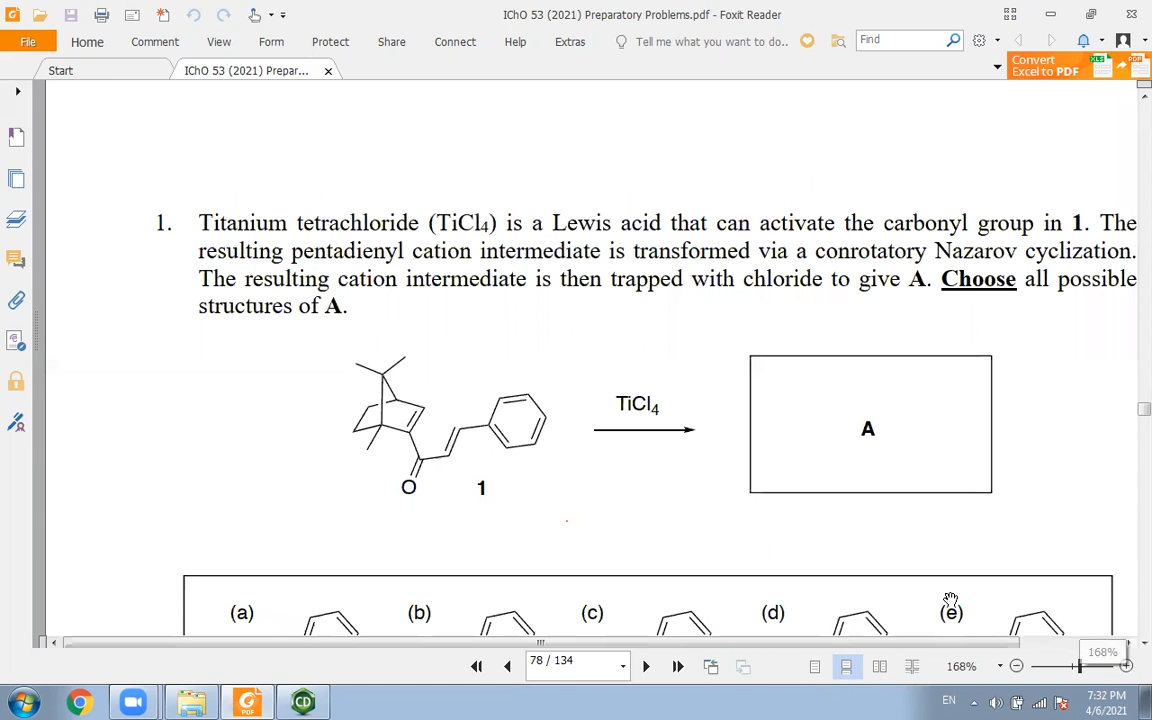 IChO 53 (2021) Preparatory Problems.pdf - Foxit Reader
File Home Comment View Form Protect Share Connect Help Extras Tell me what you want to do.. Find
Start IChO 53 (2021) Prepar... Convert
Excel to PDF
1. Titanium tetrachloride (TiCl4) is a Lewis acid that can activate the carbonyl group in 1. The
resulting pentadienyl cation intermediate is transformed via a conrotatory Nazarov cyclization.
The resulting cation intermediate is then trapped with chloride to give A. Choose all possible
structures of A.
TiCl4
A
O 1
(a) (b) (c) (d) (e)
168%
78 / 134 168%
EN 7:32 PM
4/6/2021